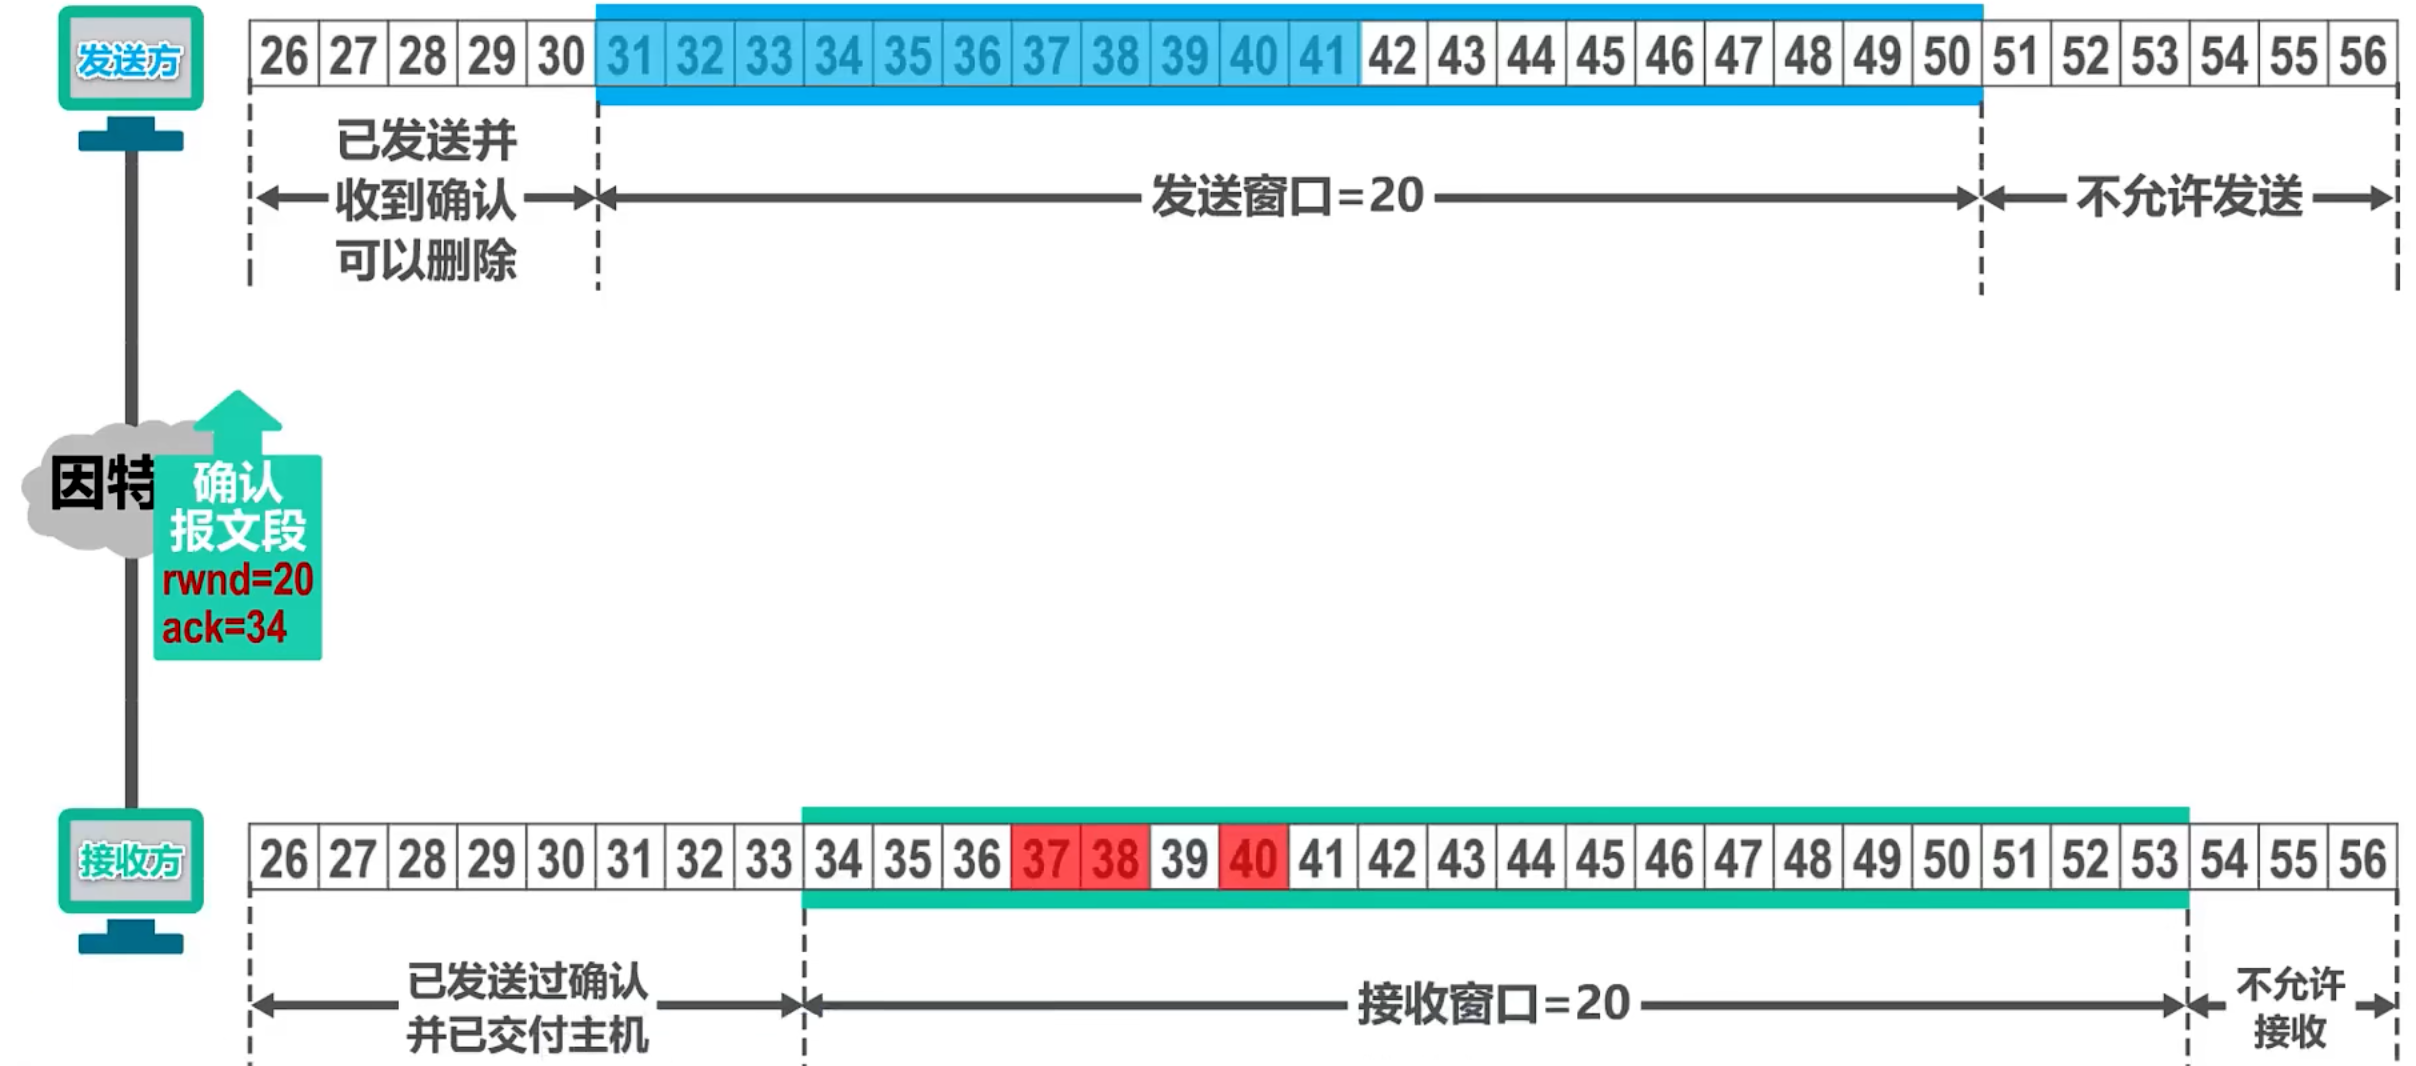 发送方
26 27 28 29 30 31 32 33 34 35 36 37 38 39 40 41 42 43 44 45 46 47 48 49 50 51 52 53 54 55 56
已发送并
收到确认
可以删除
发送窗口=20
不允许发送
因特
确认
报文段
rwnd=20
ack=34
接收方
26 27 28 29 30 31 32 33 34 35 36 37 38 39 40 41 42 43 44 45 46 47 48 49 50 51 52 53 54 55 56
已发送过确认
并已交付主机
接收窗口=20
不允许
接收